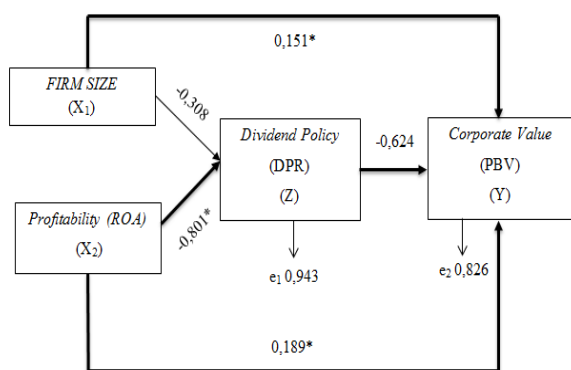 0,151*
FIRM SIZE
(X1)
-0,308
Dividend Policy
(DPR)
(Z)
-0,624
Corporate Value
(PBV)
(Y)
Profitability (ROA)
(X2)
-0,801*
e1 0,943
e2 0,826
0,189*